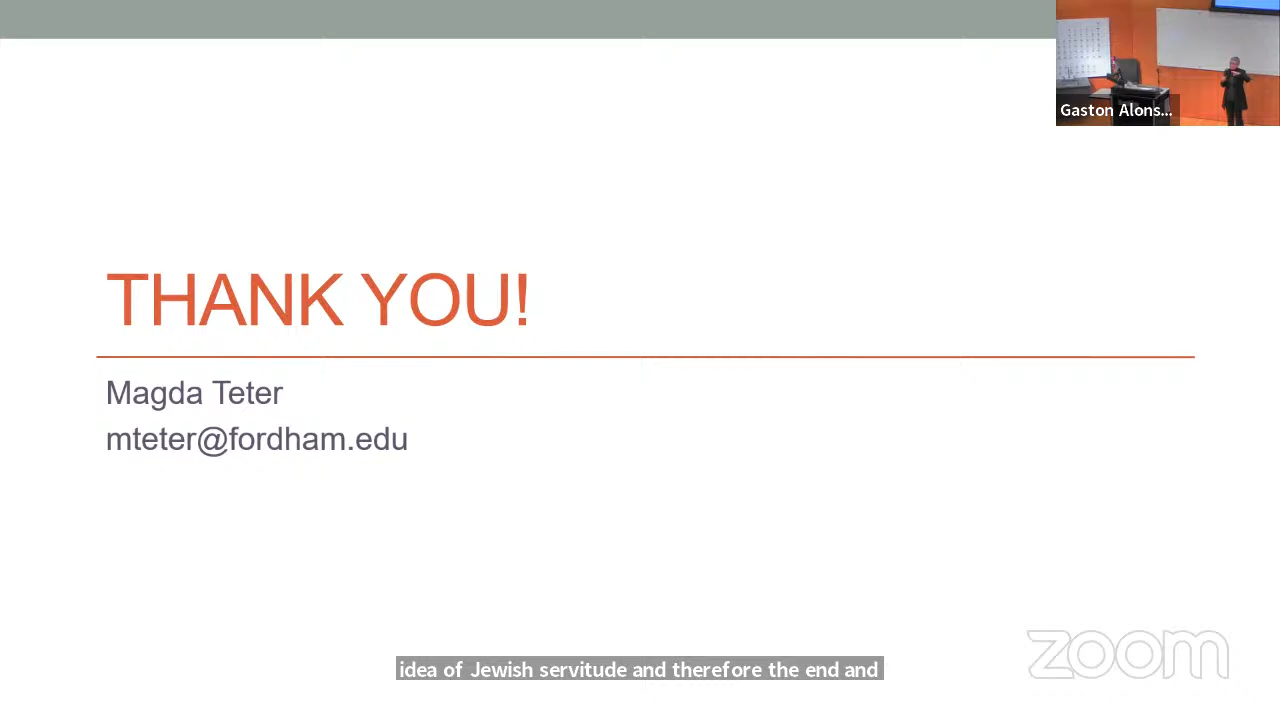 Gaston Alons...
THANK YOU!
Magda Teter
mteter@fordham.edu
idea of Jewish servitude and therefore the end and
zoom